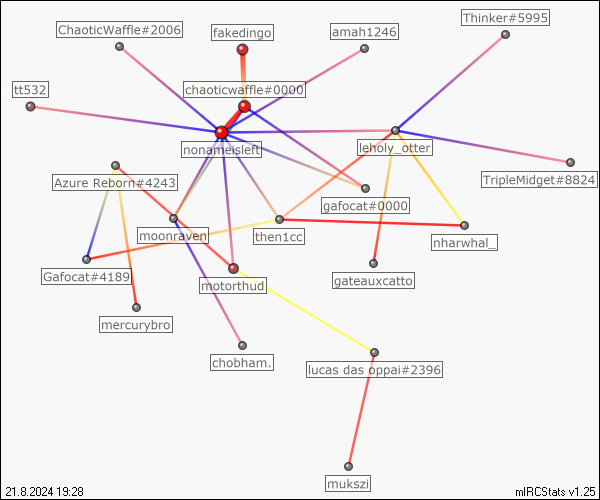 Thinker#5995
ChaoticWaffle#2006
fakedingo
amah1246
tt532
chaoticwaffle#0000
nonameisleft
leholy_otter
Azure Reborn#4243
TripleMidget#8824
gafocat#0000
moonraven
then1cc
nharwhal_
Gafocat#4189
motorthud
gateauxcatto
mercurybro
chobham.
lucas das oppai#2396
mukszi
21.8.2024 19:28
mIRCStats v1.25